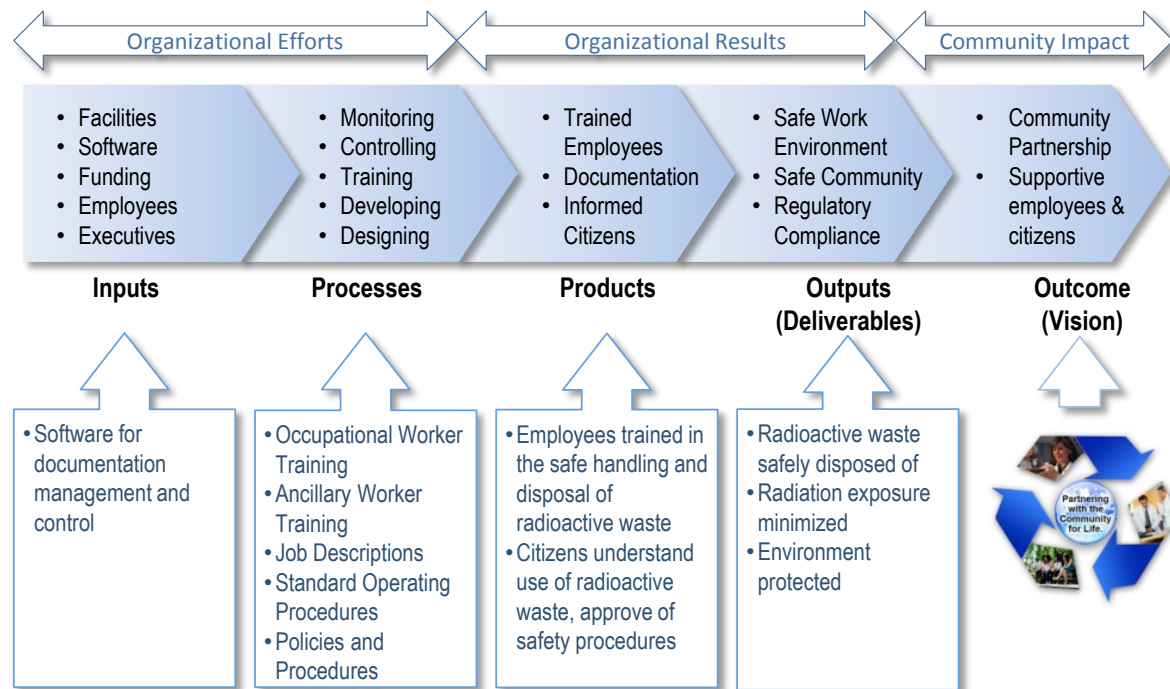 Organizational Efforts
Organizational Results
Community Impact
• Facilities
• Software
• Funding
• Employees
• Executives
• Monitoring
• Controlling
• Training
• Developing
• Designing
• Trained
Employees
• Documentation
• Informed
Citizens
• Safe Work
Environment
• Safe Community
• Regulatory
Compliance
• Community
Partnership
• Supportive
employees &
citizens
Inputs
Processes
Products
Outputs
(Deliverables)
Outcome
(Vision)
• Software for
documentation
management and
control
• Occupational Worker
Training
• Ancillary Worker
Training
• Job Descriptions
• Standard Operating
Procedures
• Policies and
Procedures
• Employees trained in
the safe handling and
disposal of
radioactive waste
• Citizens understand
use of radioactive
waste, approve of
safety procedures
• Radioactive waste
safely disposed of
• Radiation exposure
minimized
• Environment
protected
Partnering
with the
Community
for Life.